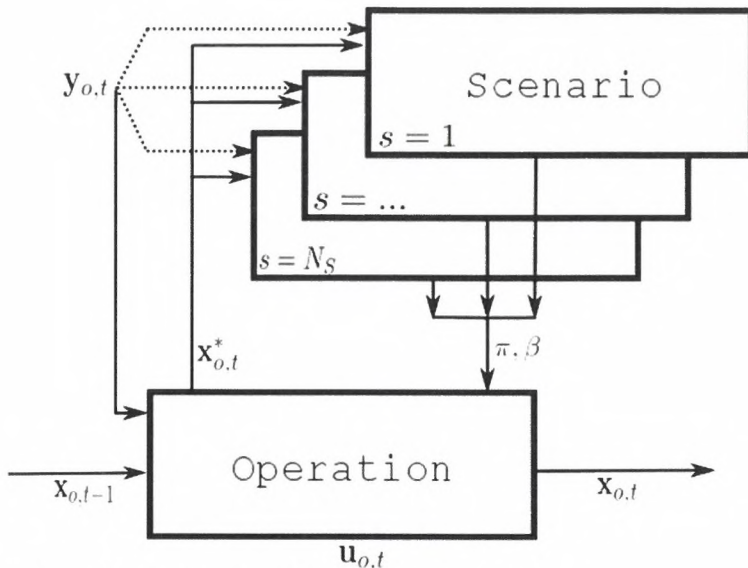 Scenario
y_{o,t}
s = 1
s = ...
s = N_S
x^*_{o,t}
π, β
Operation
x_{o,t-1}
x_{o,t}
u_{o,t}